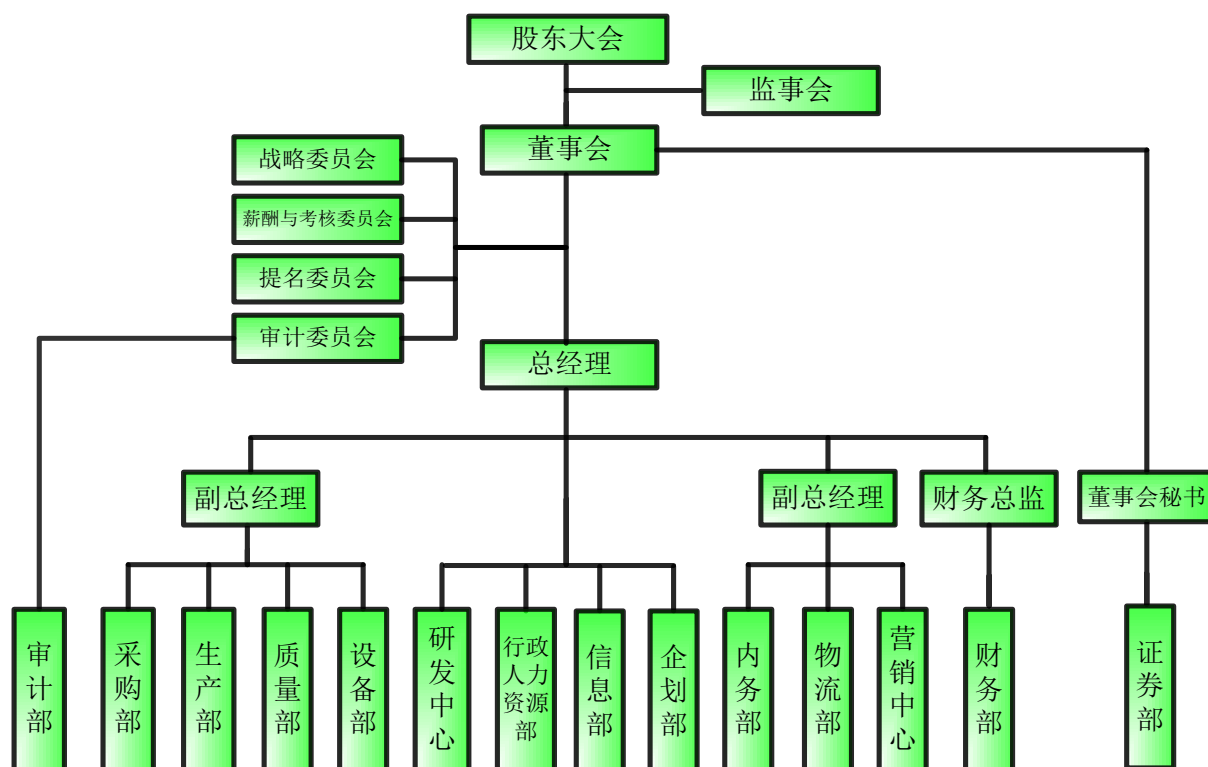 股东大会
监事会
董事会
战略委员会
薪酬与考核委员会
提名委员会
审计委员会
总经理
副总经理
副总经理
财务总监
董事会秘书
审计部
采购部
生产部
质量部
设备部
研发中心
行政人力资源部
信息部
企划部
内务部
物流部
营销中心
财务部
证券部